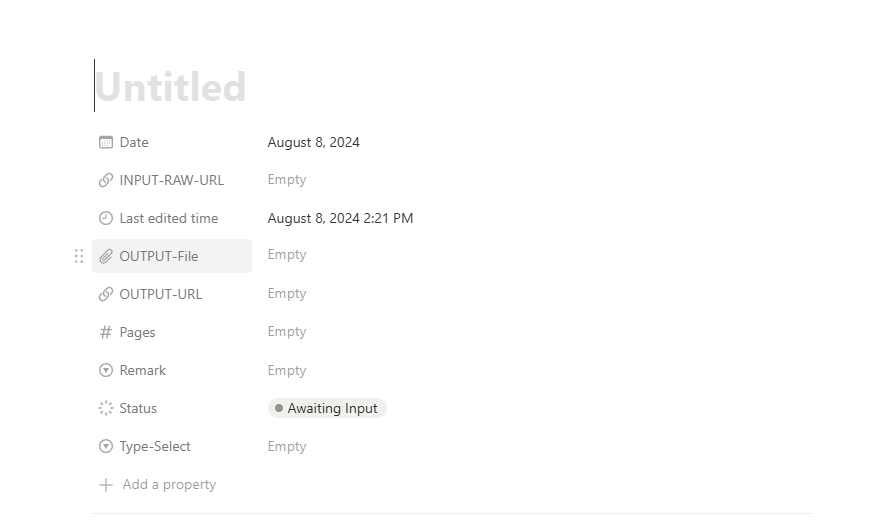 Untitled
Date August 8, 2024
INPUT-RAW-URL Empty
Last edited time August 8, 2024 2:21 PM
OUTPUT-File Empty
OUTPUT-URL Empty
Pages Empty
Remark Empty
Status Awaiting Input
Type-Select Empty
Add a property